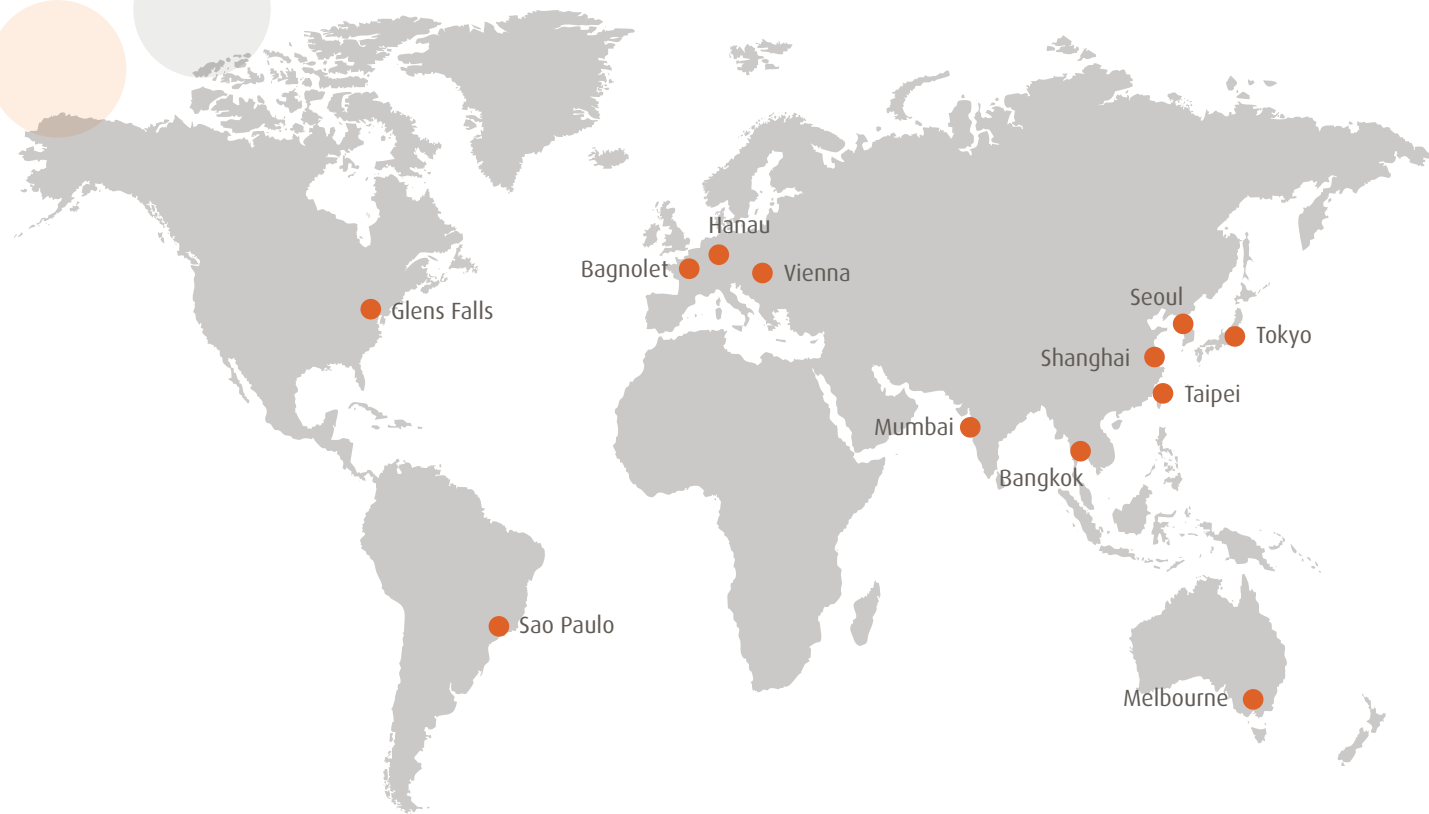 Hanau
Bagnolet
Vienna
Seoul
Glens Falls
Tokyo
Shanghai
Taipei
Mumbai
Bangkok
Sao Paulo
Melbourne